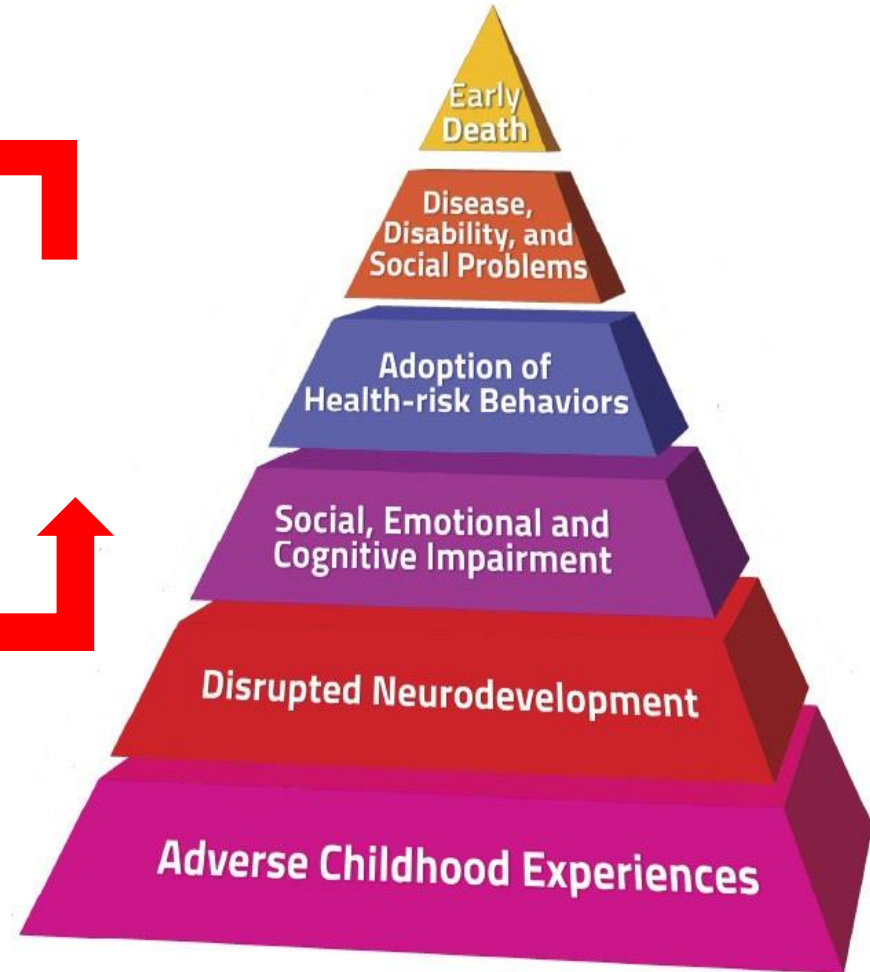 Early
Death
Disease,
Disability, and
Social Problems
Adoption of
Health-risk Behaviors
Social, Emotional and
Cognitive Impairment
Disrupted Neurodevelopment
Adverse Childhood Experiences